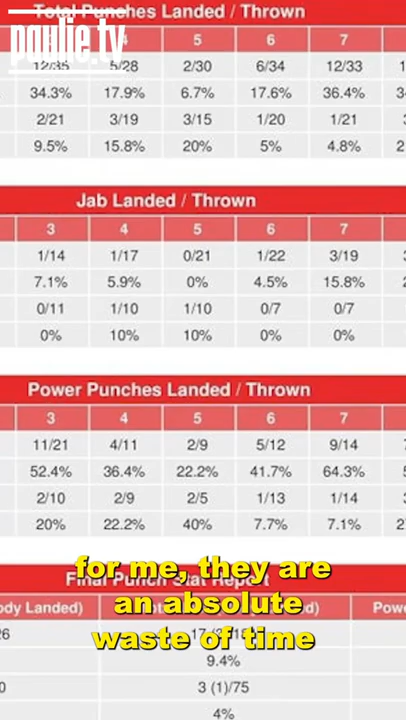 Total Punches Landed / Thrown
paulie.tv
4 5 6 7
12/35 5/28 2/30 6/34 12/33
34.3% 17.9% 6.7% 17.6% 36.4%
2/21 3/19 3/15 1/20 1/21
9.5% 15.8% 20% 5% 4.8%
Jab Landed / Thrown
3 4 5 6 7
1/14 1/17 0/21 1/22 3/19
7.1% 5.9% 0% 4.5% 15.8%
0/11 1/10 1/10 0/7 0/7
0% 10% 10% 0% 0%
Power Punches Landed / Thrown
3 4 5 6 7
11/21 4/11 2/9 5/12 9/14
52.4% 36.4% 22.2% 41.7% 64.3%
2/10 2/9 2/5 1/13 1/14
20% 22.2% 40% 7.7% 7.1%
Final Punch Stat Report
for me, they are
an absolute
waste of time
Landed)
9.4%
3 (1)/75
4%